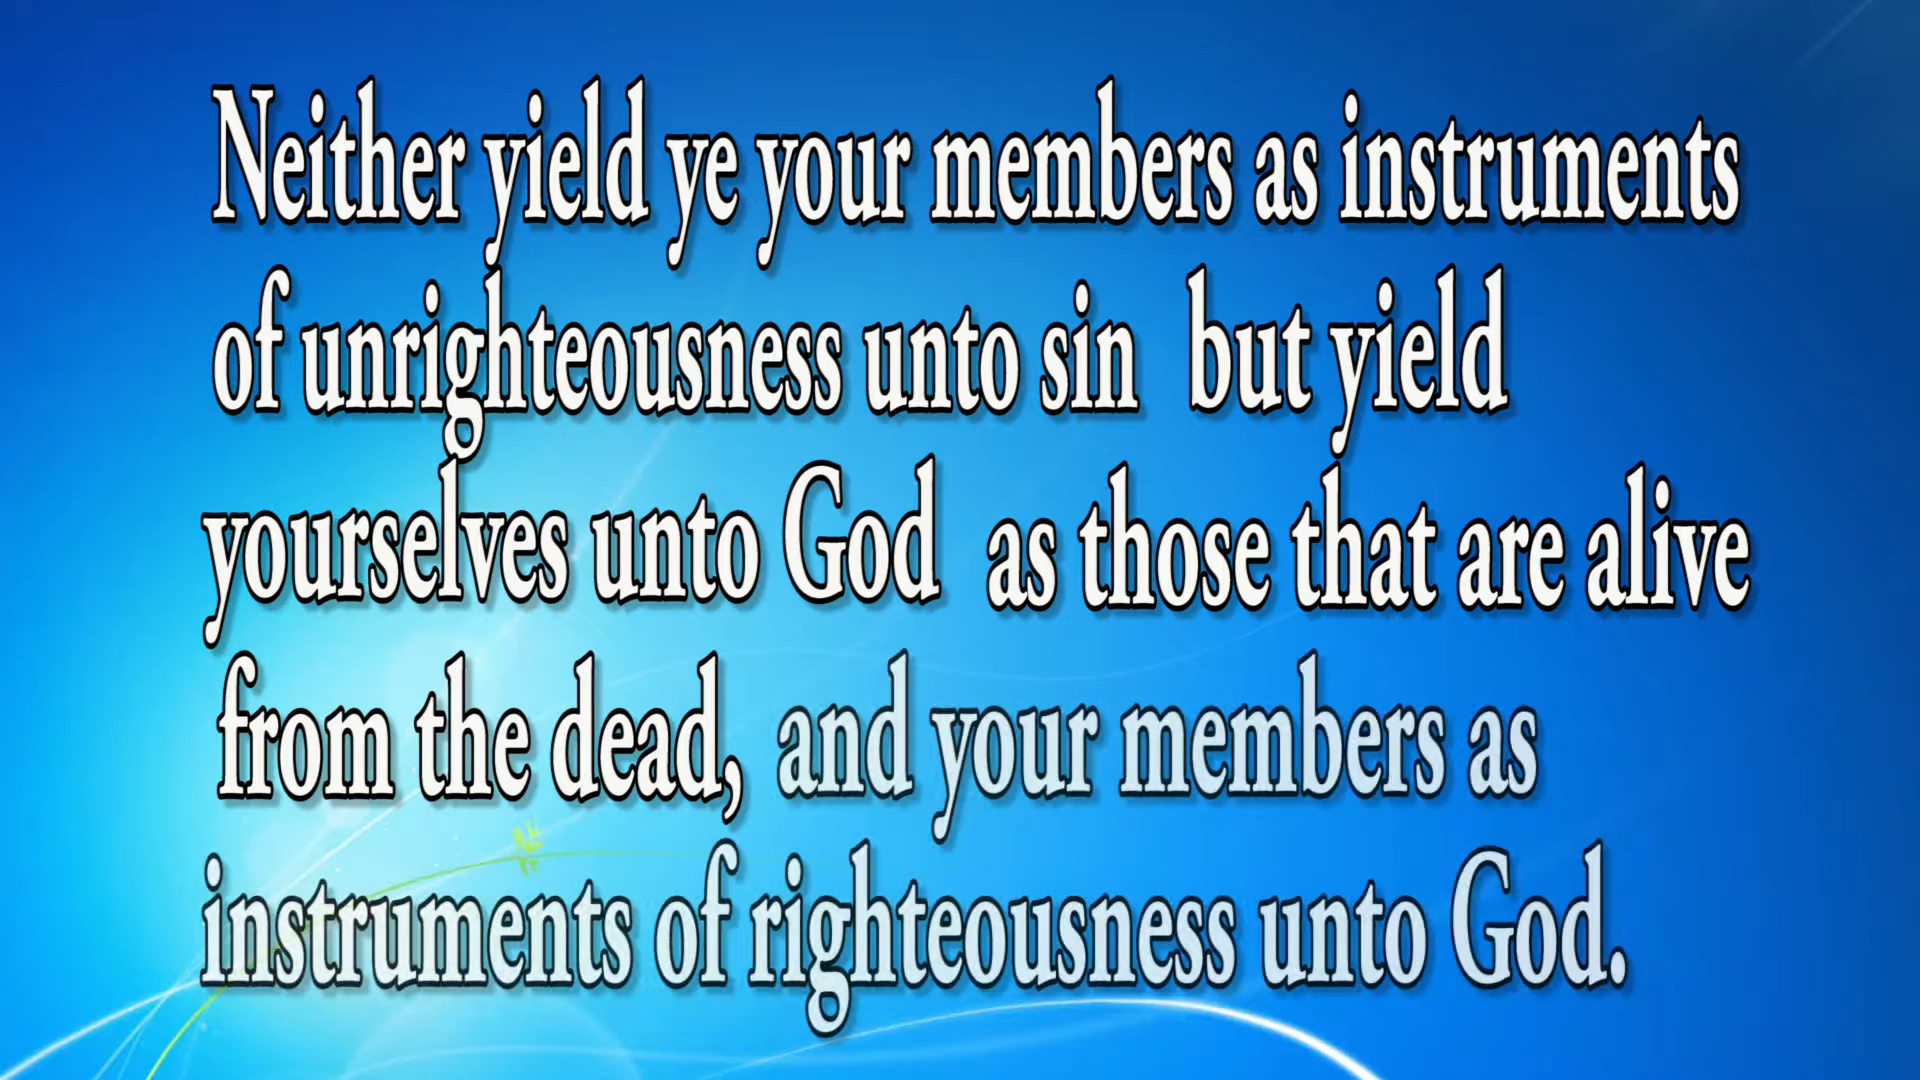 Neither yield ye your members as instruments
of unrighteousness unto sin but yield
yourselves unto God as those that are alive
from the dead, and your members as
instruments of righteousness unto God.